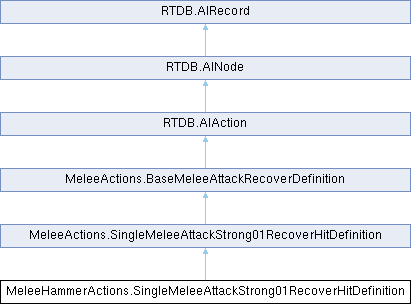 RTDB.AIRecord
RTDB.AINode
RTDB.AIAction
MeleeActions.BaseMeleeAttackRecoverDefinition
MeleeActions.SingleMeleeAttackStrong01RecoverHitDefinition
MeleeHammerActions.SingleMeleeAttackStrong01RecoverHitDefinition